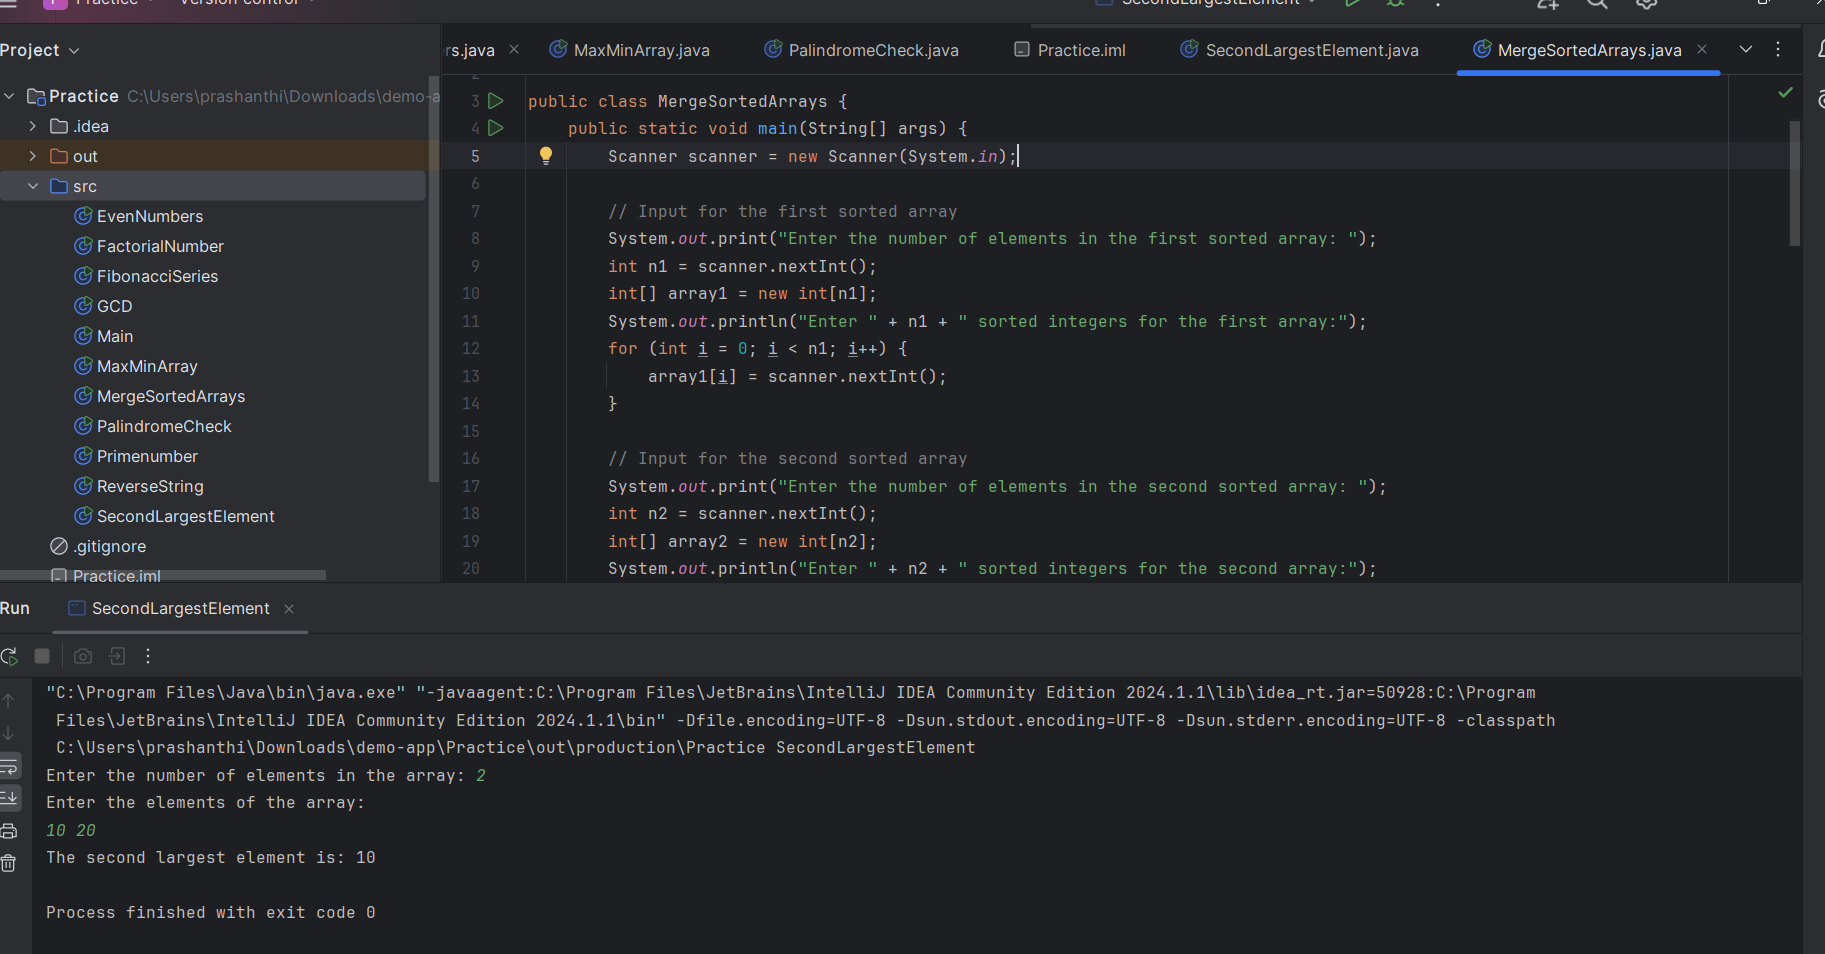 Practice Version control SecondLargestElement
Project
rs.java MaxMinArray.java PalindromeCheck.java Practice.iml SecondLargestElement.java MergeSortedArrays.java
Practice C:\Users\prashanthi\Downloads\demo-a
.idea
out
src
EvenNumbers
FactorialNumber
FibonacciSeries
GCD
Main
MaxMinArray
MergeSortedArrays
PalindromeCheck
Primenumber
ReverseString
SecondLargestElement
.gitignore
Practice.iml
2
3 public class MergeSortedArrays {
4 public static void main(String[] args) {
5 Scanner scanner = new Scanner(System.in);
6
7 // Input for the first sorted array
8 System.out.print("Enter the number of elements in the first sorted array: ");
9 int n1 = scanner.nextInt();
10 int[] array1 = new int[n1];
11 System.out.println("Enter " + n1 + " sorted integers for the first array:");
12 for (int i = 0; i < n1; i++) {
13 array1[i] = scanner.nextInt();
14 }
15
16 // Input for the second sorted array
17 System.out.print("Enter the number of elements in the second sorted array: ");
18 int n2 = scanner.nextInt();
19 int[] array2 = new int[n2];
20 System.out.println("Enter " + n2 + " sorted integers for the second array:");
Run SecondLargestElement
"C:\Program Files\Java\bin\java.exe" "-javaagent:C:\Program Files\JetBrains\IntelliJ IDEA Community Edition 2024.1.1\lib\idea_rt.jar=50928:C:\Program
Files\JetBrains\IntelliJ IDEA Community Edition 2024.1.1\bin" -Dfile.encoding=UTF-8 -Dsun.stdout.encoding=UTF-8 -Dsun.stderr.encoding=UTF-8 -classpath
C:\Users\prashanthi\Downloads\demo-app\Practice\out\production\Practice SecondLargestElement
Enter the number of elements in the array: 2
Enter the elements of the array:
10 20
The second largest element is: 10
Process finished with exit code 0